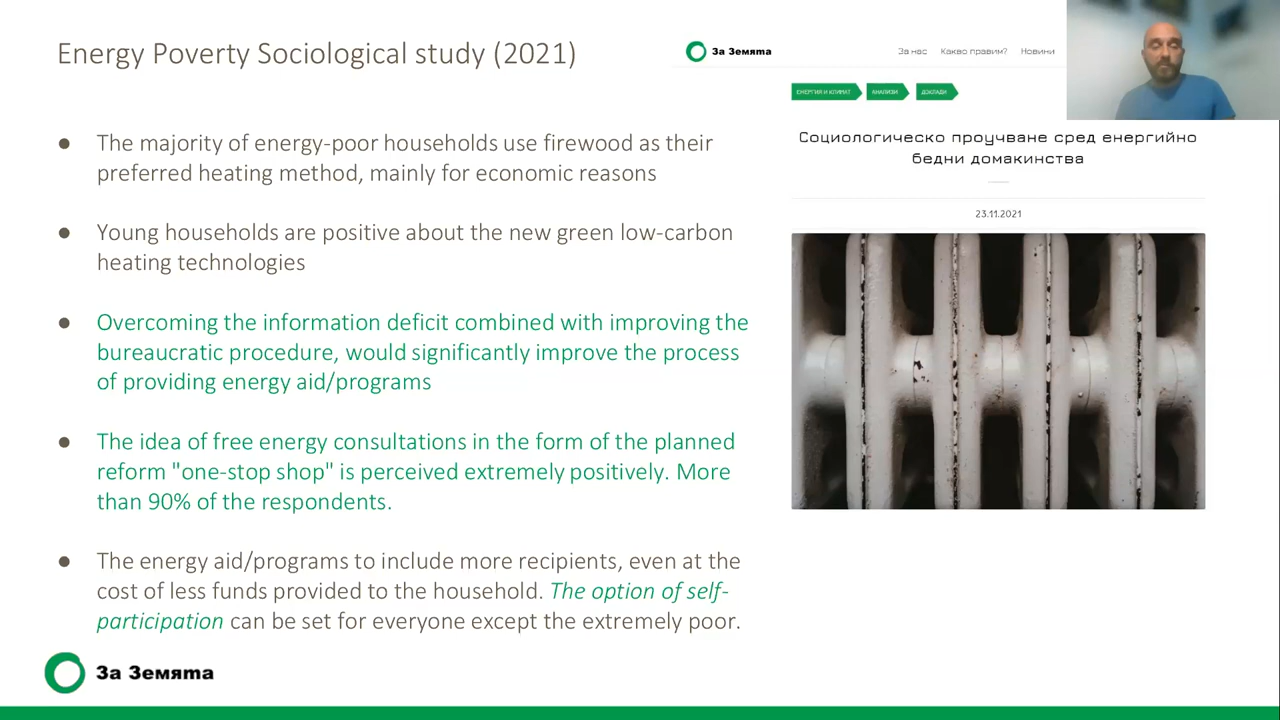 Energy Poverty Sociological study (2021)
● The majority of energy-poor households use firewood as their
preferred heating method, mainly for economic reasons
● Young households are positive about the new green low-carbon
heating technologies
● Overcoming the information deficit combined with improving the
bureaucratic procedure, would significantly improve the process
of providing energy aid/programs
● The idea of free energy consultations in the form of the planned
reform "one-stop shop" is perceived extremely positively. More
than 90% of the respondents.
● The energy aid/programs to include more recipients, even at the
cost of less funds provided to the household. The option of self-
participation can be set for everyone except the extremely poor.
За Земята
За Земята
За нас Какво правим? Новини
ЕНЕРГИЯ И КЛИМАТ АНАЛИЗИ ДОКЛАДИ
Социологическо проучване сред енергийно
бедни домакинства
23.11.2021